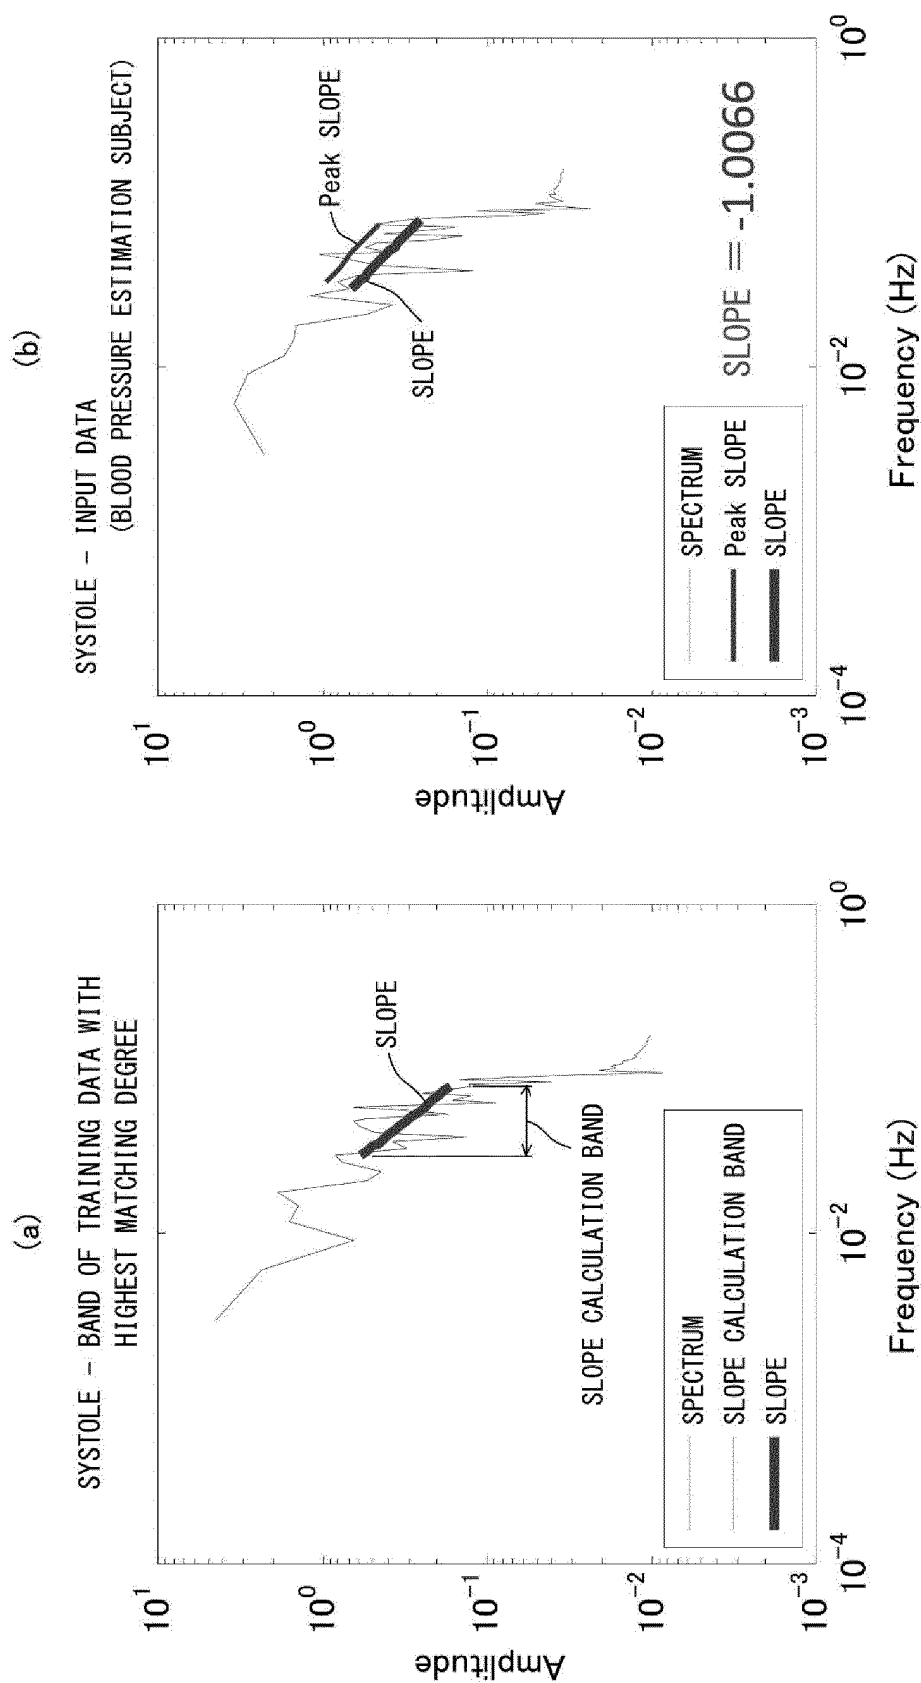 (a)
SYSTOLE - BAND OF TRAINING DATA WITH
HIGHEST MATCHING DEGREE
10^1
10^0
10^-1
10^-2
10^-3
Amplitude
SLOPE
SLOPE CALCULATION BAND
SPECTRUM
SLOPE CALCULATION BAND
SLOPE
10^-4
10^-2
10^0
Frequency (Hz)
(b)
SYSTOLE - INPUT DATA
(BLOOD PRESSURE ESTIMATION SUBJECT)
10^1
10^0
10^-1
10^-2
10^-3
Amplitude
Peak SLOPE
SLOPE
SPECTRUM
Peak SLOPE
SLOPE
SLOPE = -1.0066
10^-4
10^-2
10^0
Frequency (Hz)